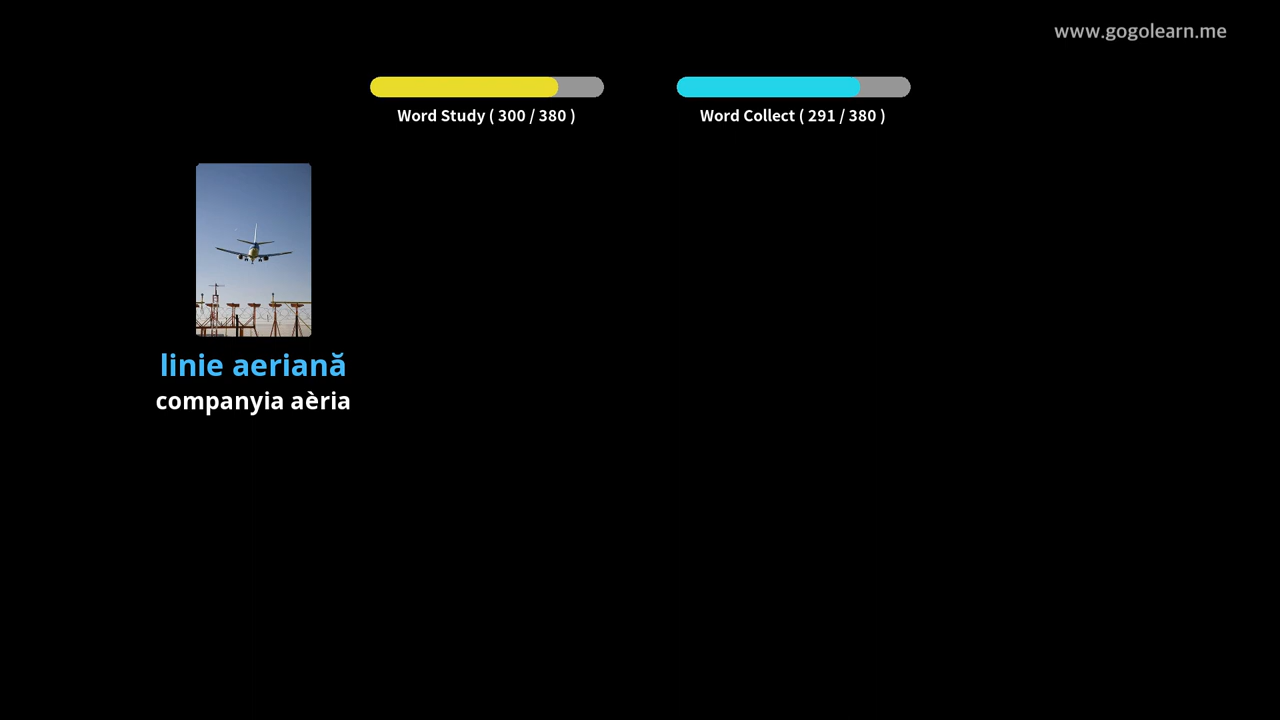 www.gogolearn.me
Word Study ( 300 / 380 )
Word Collect ( 291 / 380 )
linie aeriană
companyia aèria